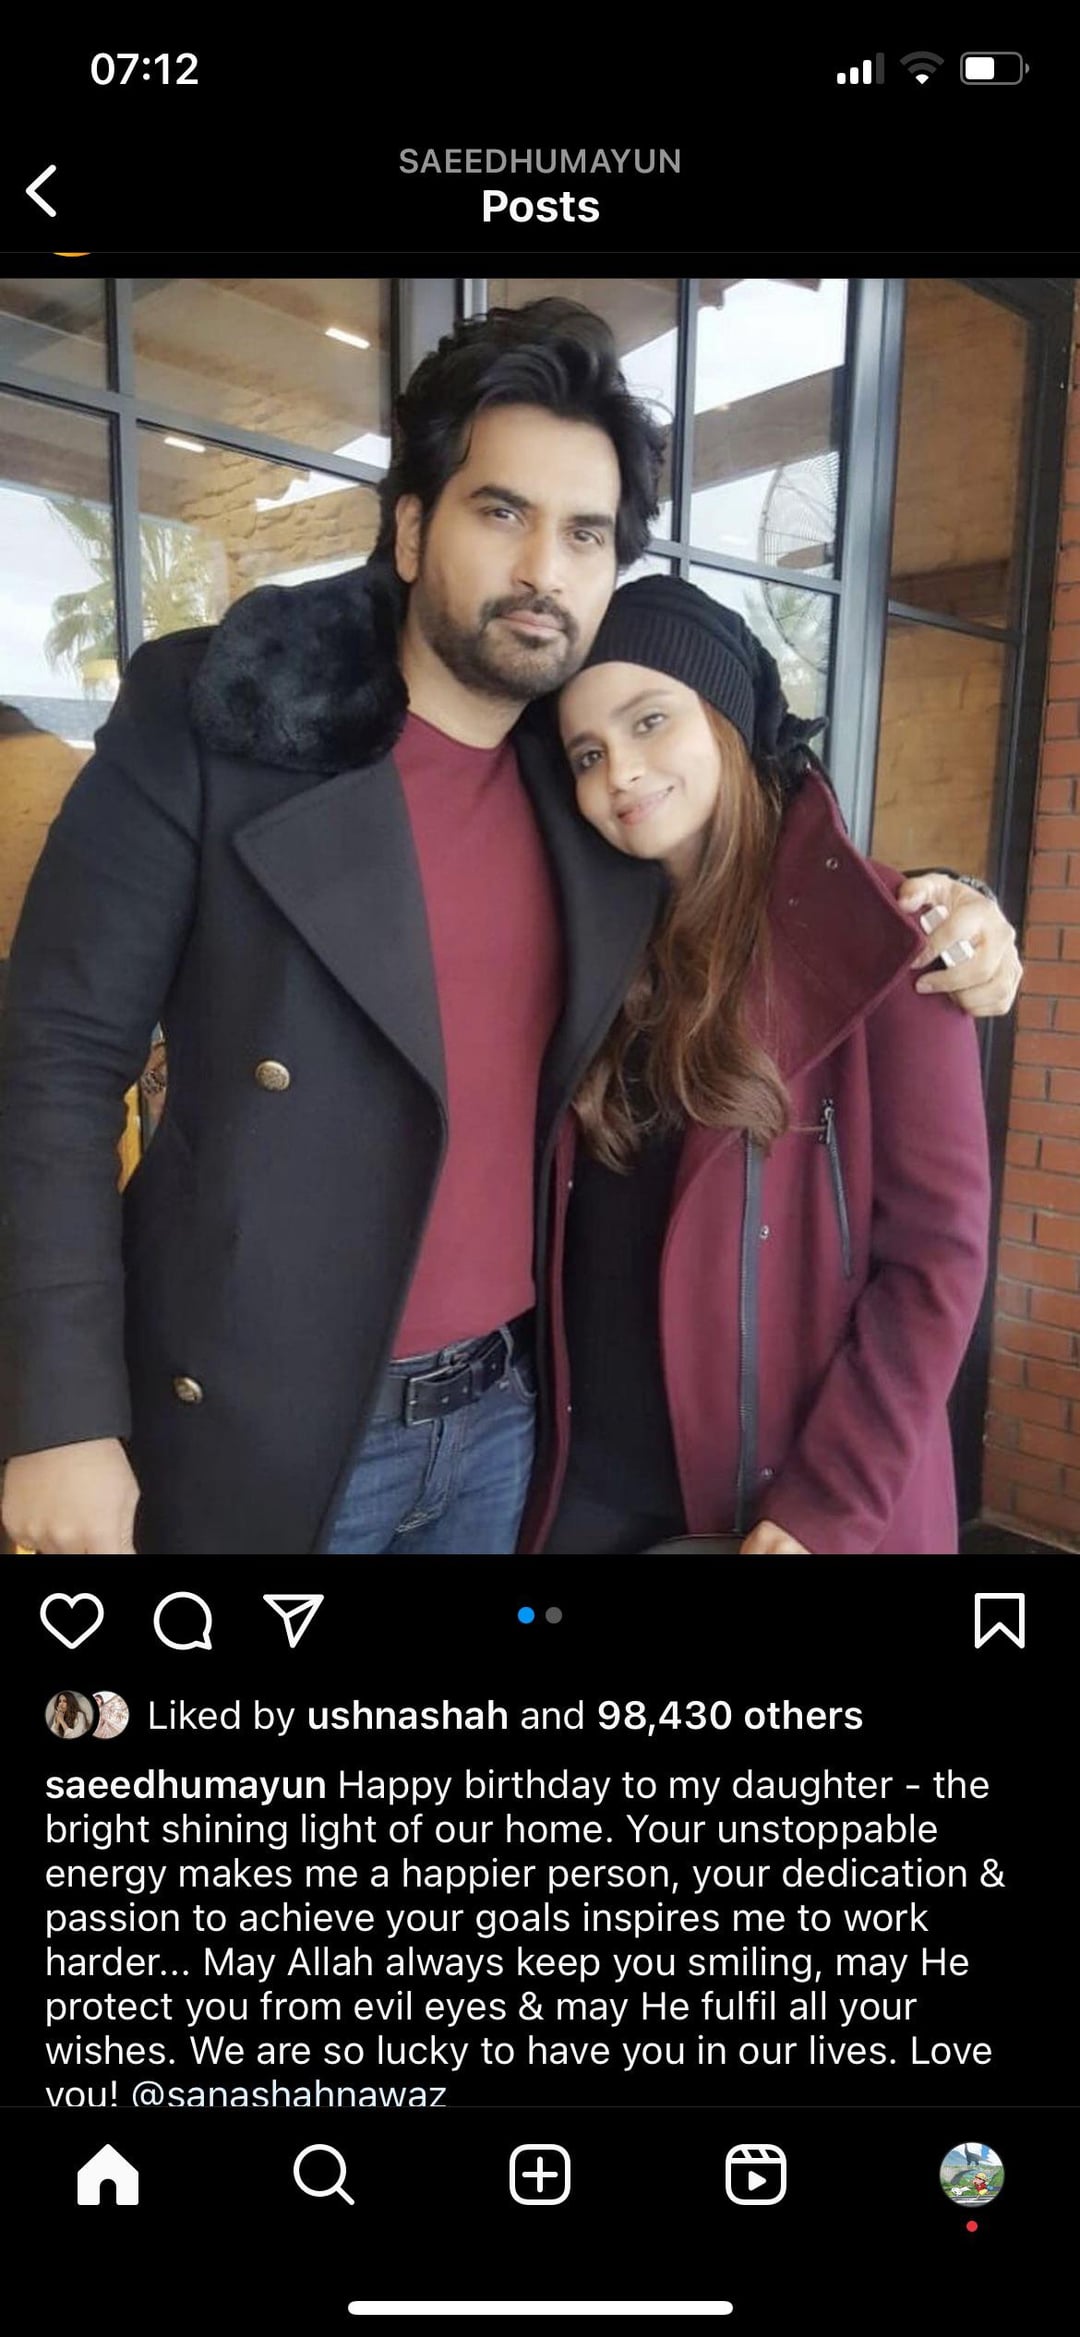 07:12
SAEEDHUMAYUN
Posts
Liked by ushnashah and 98,430 others
saeedhumayun Happy birthday to my daughter - the
bright shining light of our home. Your unstoppable
energy makes me a happier person, your dedication &
passion to achieve your goals inspires me to work
harder... May Allah always keep you smiling, may He
protect you from evil eyes & may He fulfil all your
wishes. We are so lucky to have you in our lives. Love
you! @sanashahnawaz